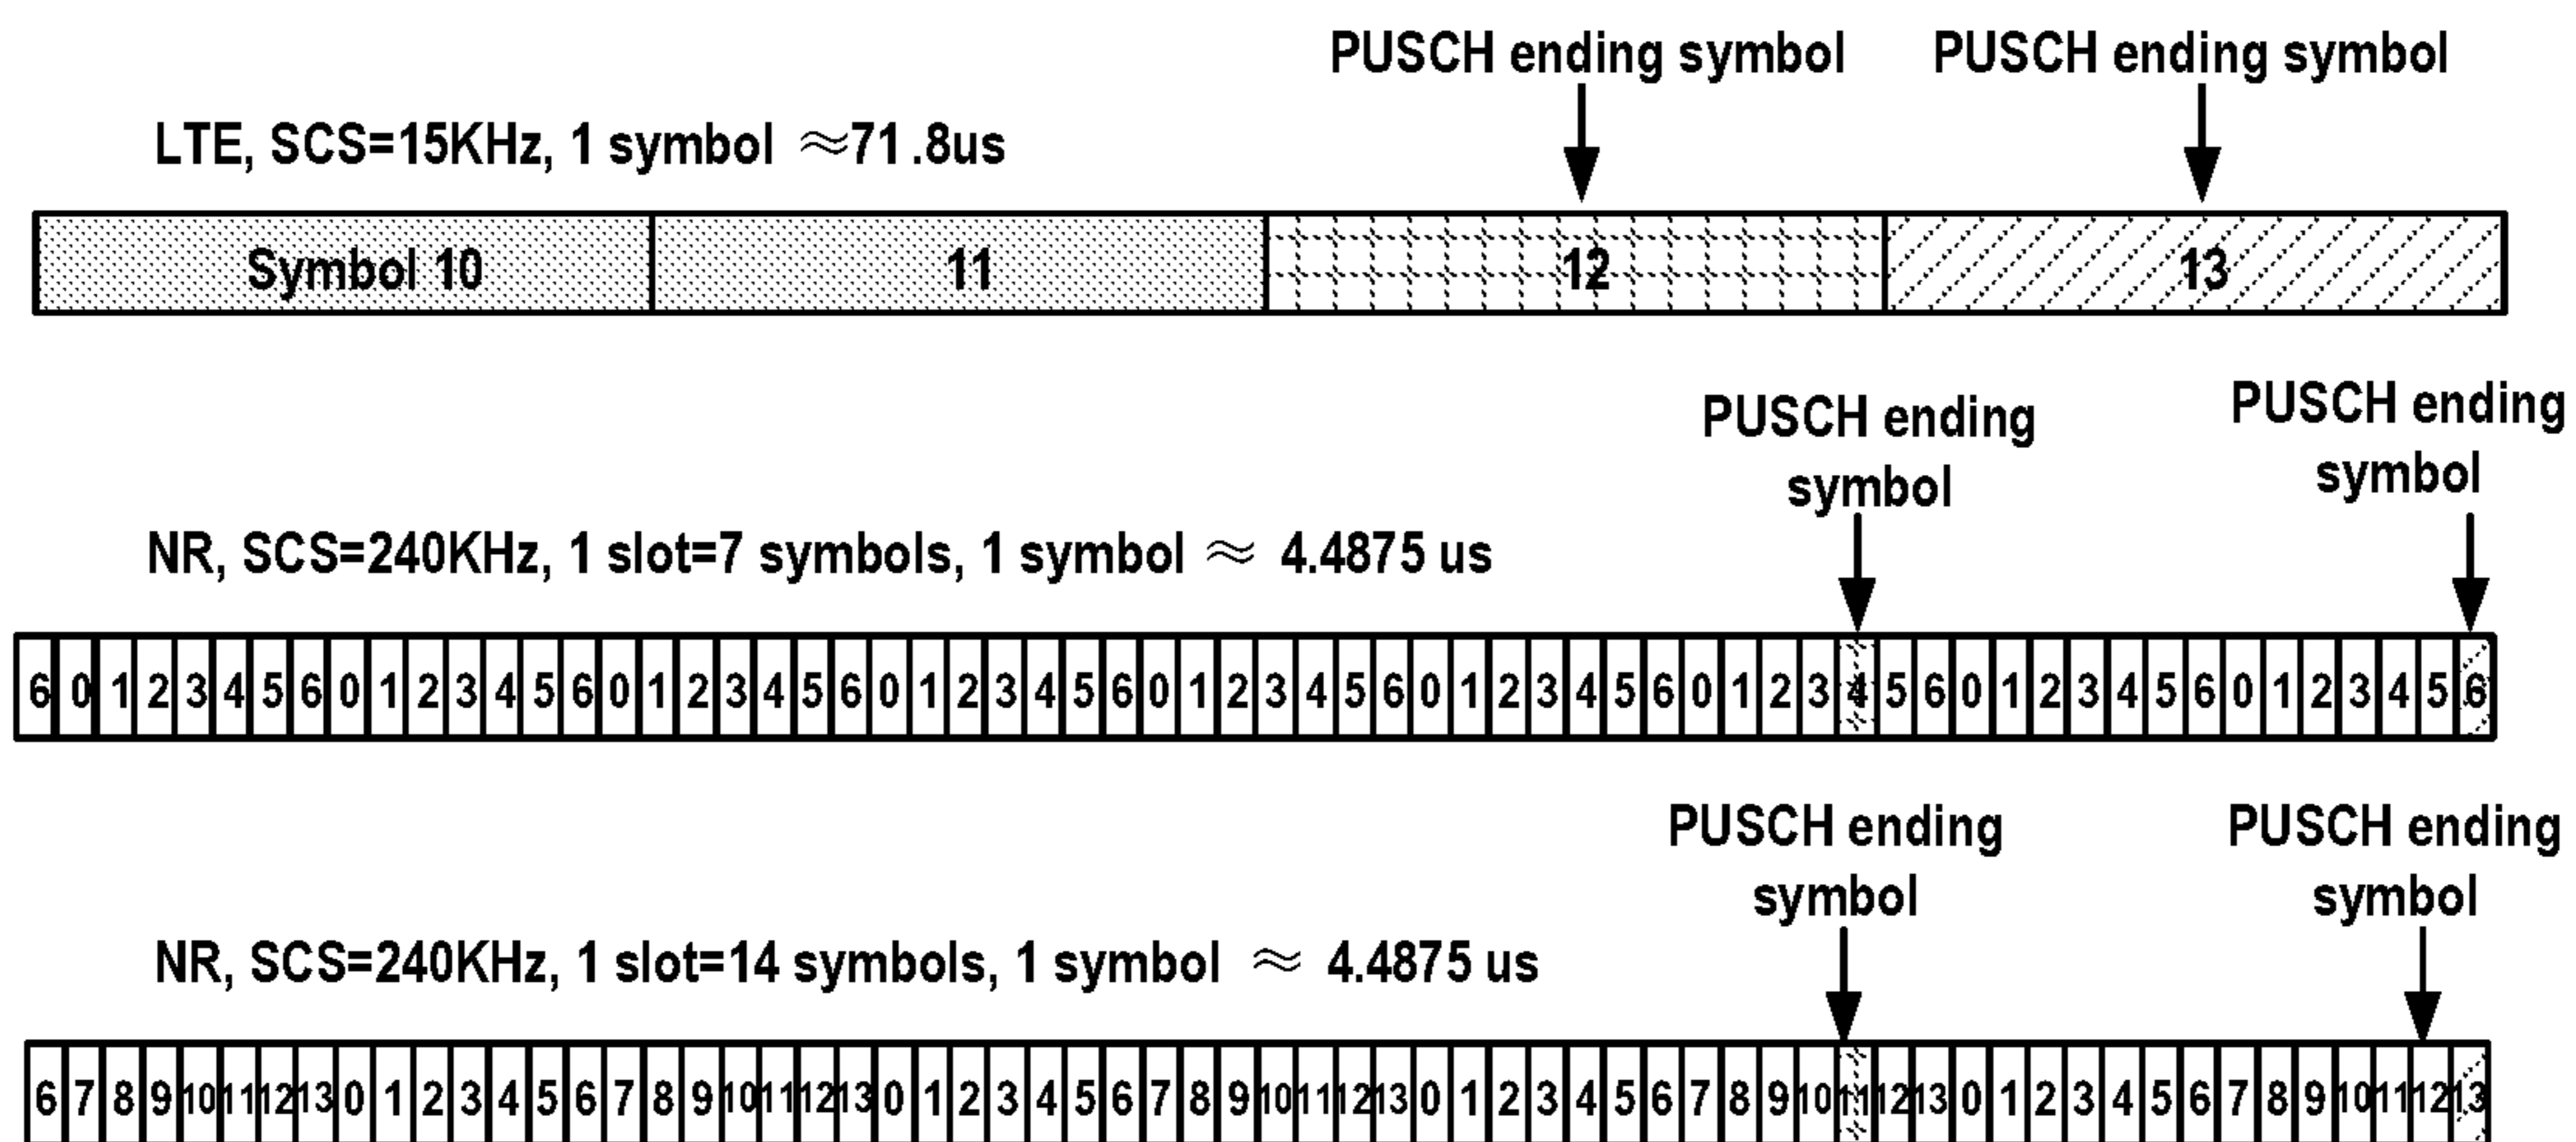 PUSCH ending symbol PUSCH ending symbol
LTE, SCS=15KHz, 1 symbol ≈71.8us
Symbol 10 11 12 13
PUSCH ending symbol
PUSCH ending symbol
NR, SCS=240KHz, 1 slot=7 symbols, 1 symbol ≈ 4.4875 us
6 0 1 2 3 4 5 6 0 1 2 3 4 5 6 0 1 2 3 4 5 6 0 1 2 3 4 5 6 0 1 2 3 4 5 6 0 1 2 3 4 5 6 0 1 2 3 4 5 6 0 1 2 3 4 5 6 0 1 2 3 4 5 6
PUSCH ending symbol
PUSCH ending symbol
NR, SCS=240KHz, 1 slot=14 symbols, 1 symbol ≈ 4.4875 us
6 7 8 9 10 11 12 13 0 1 2 3 4 5 6 7 8 9 10 11 12 13 0 1 2 3 4 5 6 7 8 9 10 11 12 13 0 1 2 3 4 5 6 7 8 9 10 11 12 13 0 1 2 3 4 5 6 7 8 9 10 11 12 13